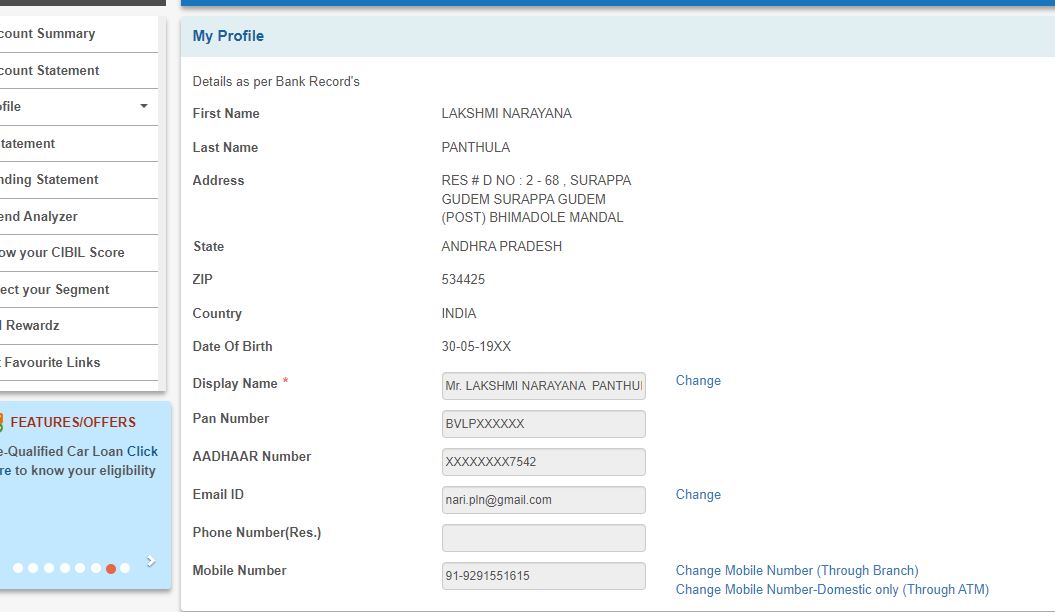 count Summary
count Statement
ofile
tatement
nding Statement
end Analyzer
ow your CIBIL Score
ect your Segment
Rewardz
Favourite Links
FEATURES/OFFERS
e-Qualified Car Loan Click
re to know your eligibility
My Profile
Details as per Bank Record's
First Name LAKSHMI NARAYANA
Last Name PANTHULA
Address RES # D NO : 2 - 68 , SURAPPA
GUDEM SURAPPA GUDEM
(POST) BHIMADOLE MANDAL
State ANDHRA PRADESH
ZIP 534425
Country INDIA
Date Of Birth 30-05-19XX
Display Name * Mr. LAKSHMI NARAYANA PANTHUI Change
Pan Number BVLPXXXXXX
AADHAAR Number XXXXXXXX7542
Email ID nari.pln@gmail.com Change
Phone Number(Res.)
Mobile Number 91-9291551615 Change Mobile Number (Through Branch)
Change Mobile Number-Domestic only (Through ATM)